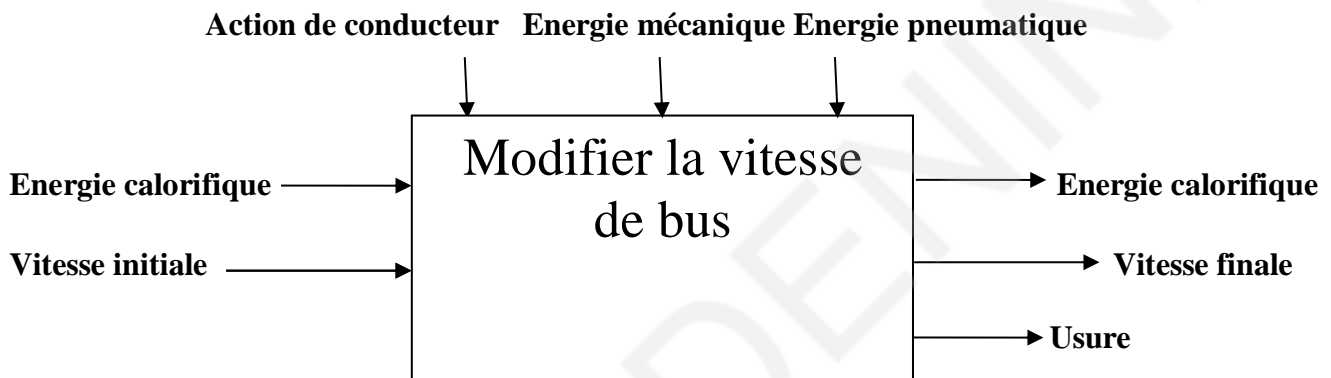 Action de conducteur Energie mécanique Energie pneumatique
Modifier la vitesse
de bus
Energie calorifique
Vitesse initiale
Energie calorifique
Vitesse finale
Usure